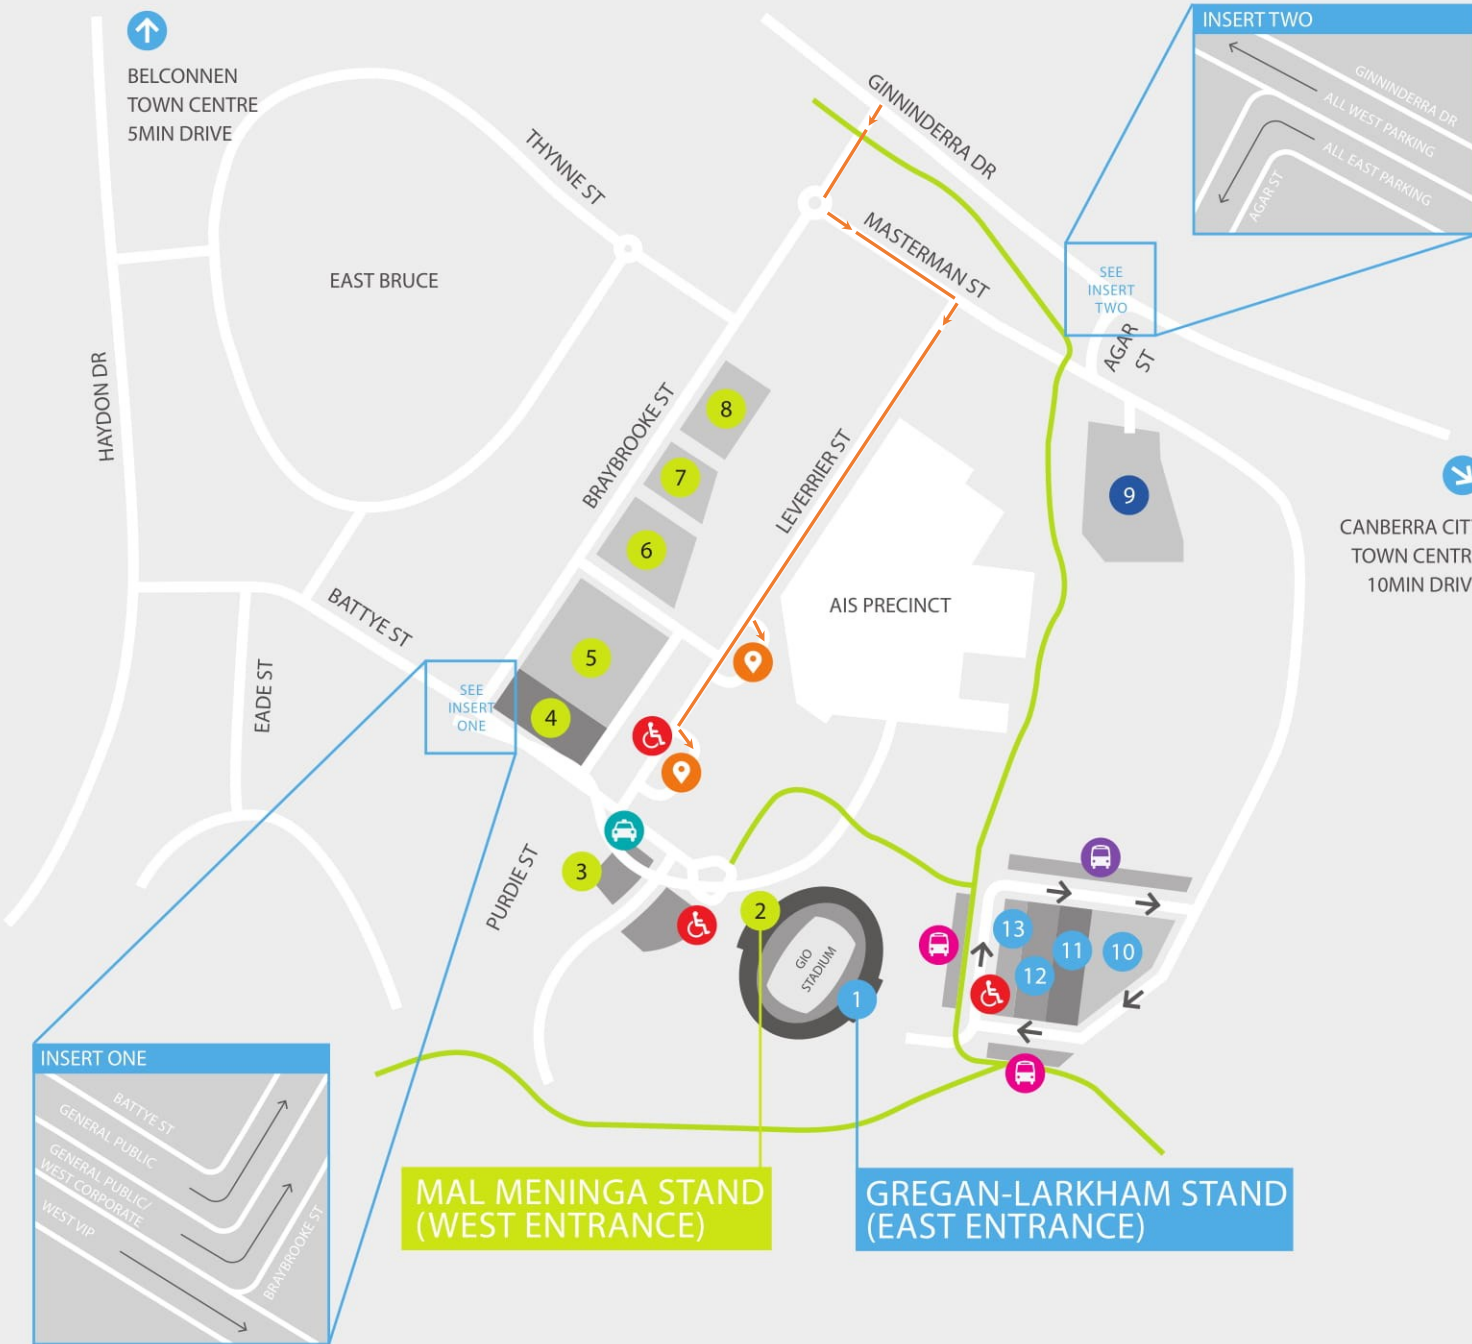 BELCONNEN
TOWN CENTRE
5MIN DRIVE
INSERT TWO
GINNINDERRA DR
ALL WEST PARKING
ALL EAST PARKING
AGAR ST
GINNINDERRA DR
THYNNE ST
MASTERMAN ST
SEE
INSERT
TWO
EAST BRUCE
AGAR
ST
HAYDON DR
BRAYBROOKE ST
8
7
6
LEVERRIER ST
9
CANBERRA CIT
TOWN CENTR
10MIN DRIV
AIS PRECINCT
BATTYE ST
EADE ST
5
4
SEE
INSERT
ONE
PURDIE ST
3
2
GIO
STADIUM
1
13
12
11
10
INSERT ONE
BATTYE ST
GENERAL PUBLIC
GENERAL PUBLIC/
WEST CORPORATE
WEST VIP
BRAYBROOKE ST
MAL MENINGA STAND
(WEST ENTRANCE)
GREGAN-LARKHAM STAND
(EAST ENTRANCE)